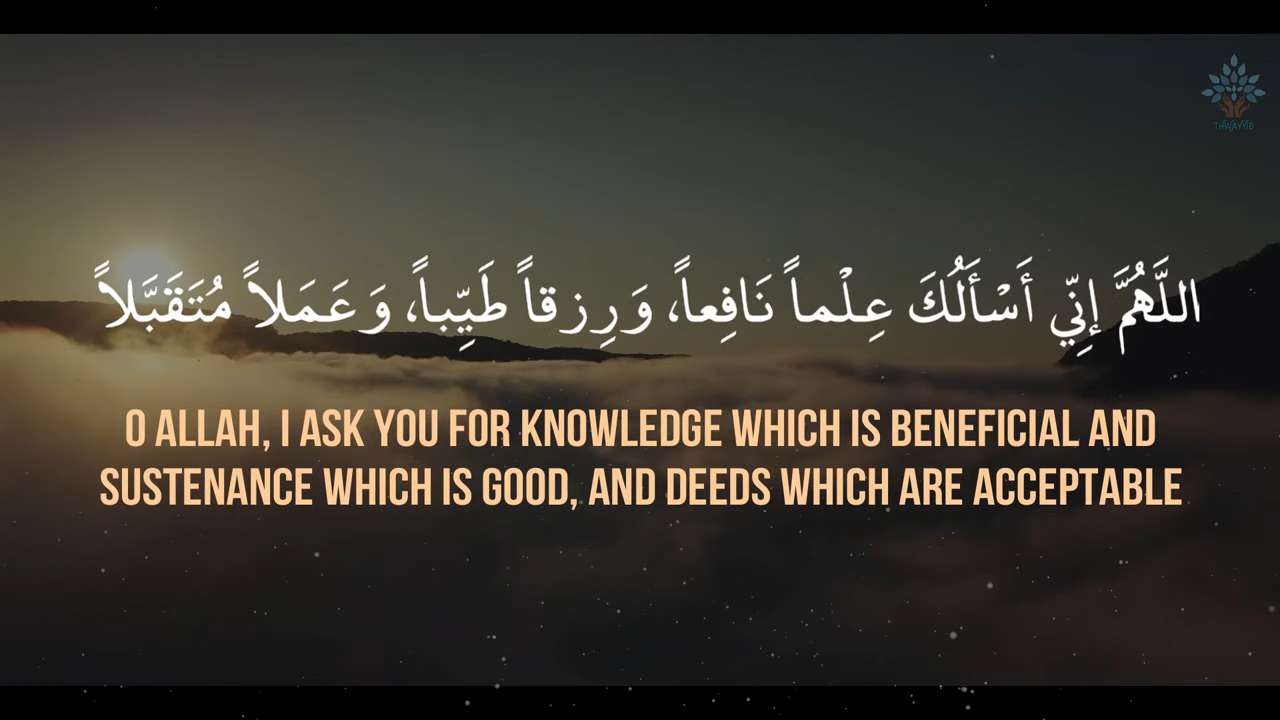 THWAYYIB
اللَّهُمَّ إِنِّي أَسْأَلُكَ عِلْماً نَافِعاً، وَرِزقاً طَيِّباً، وَعَمَلاً مُتَقَبَّلاً
O ALLAH, I ASK YOU FOR KNOWLEDGE WHICH IS BENEFICIAL AND
SUSTENANCE WHICH IS GOOD, AND DEEDS WHICH ARE ACCEPTABLE